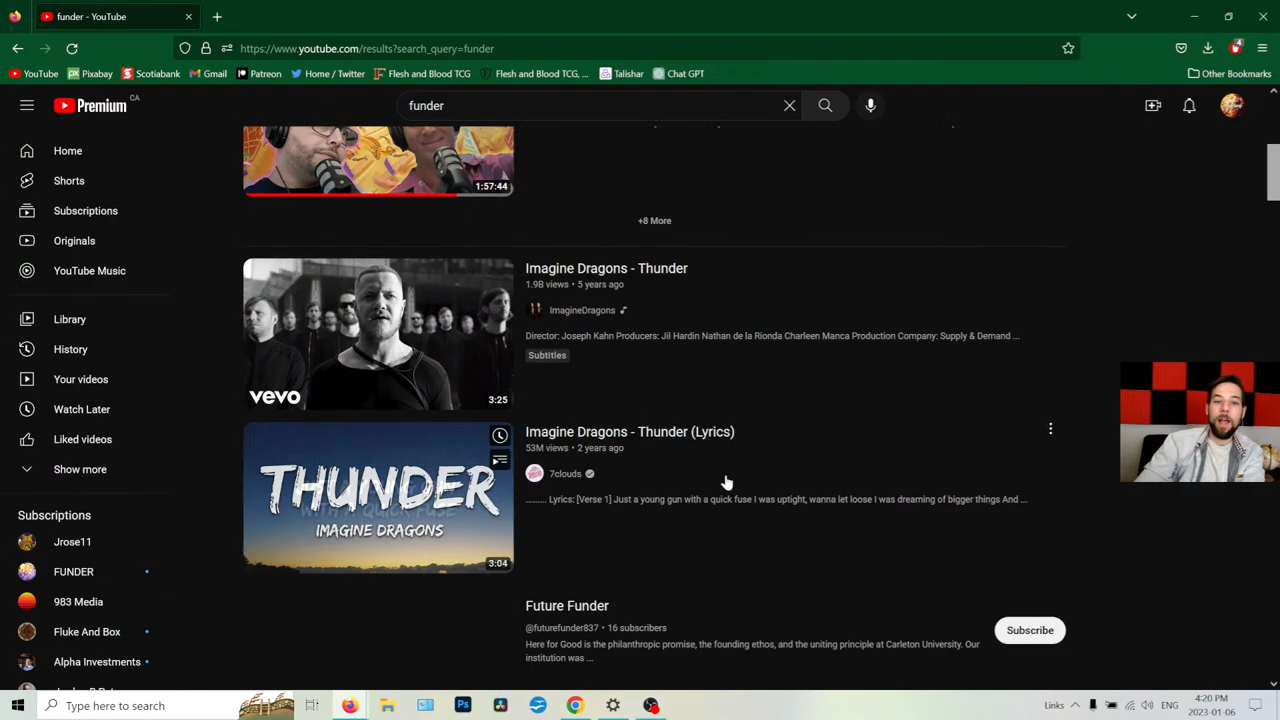 funder - YouTube
https://www.youtube.com/results?search_query=funder
YouTube
Pixabay
Scotiabank
Gmail
Patreon
Home / Twitter
Flesh and Blood TCG
Flesh and Blood TCG, ...
Talishar
Chat GPT
Other Bookmarks
Premium CA
funder
Home
Shorts
Subscriptions
Originals
YouTube Music
Library
History
Your videos
Watch Later
Liked videos
Show more
Subscriptions
Jrose11
FUNDER
983 Media
Fluke And Box
Alpha Investments
1:57:44
+8 More
vevo
3:25
Imagine Dragons - Thunder
1.9B views • 5 years ago
ImagineDragons
Director: Joseph Kahn Producers: Jil Hardin Nathan de la Rionda Charleen Manca Production Company: Supply & Demand ...
Subtitles
THUNDER
WITH A QUICK FUSE
IMAGINE DRAGONS
3:04
Imagine Dragons - Thunder (Lyrics)
53M views • 2 years ago
7clouds
......... Lyrics: [Verse 1] Just a young gun with a quick fuse I was uptight, wanna let loose I was dreaming of bigger things And ...
Future Funder
@futurefunder837 • 16 subscribers
Here for Good is the philanthropic promise, the founding ethos, and the uniting principle at Carleton University. Our
institution was ...
Subscribe
Type here to search
Links
ENG
4:20 PM
2023-01-06